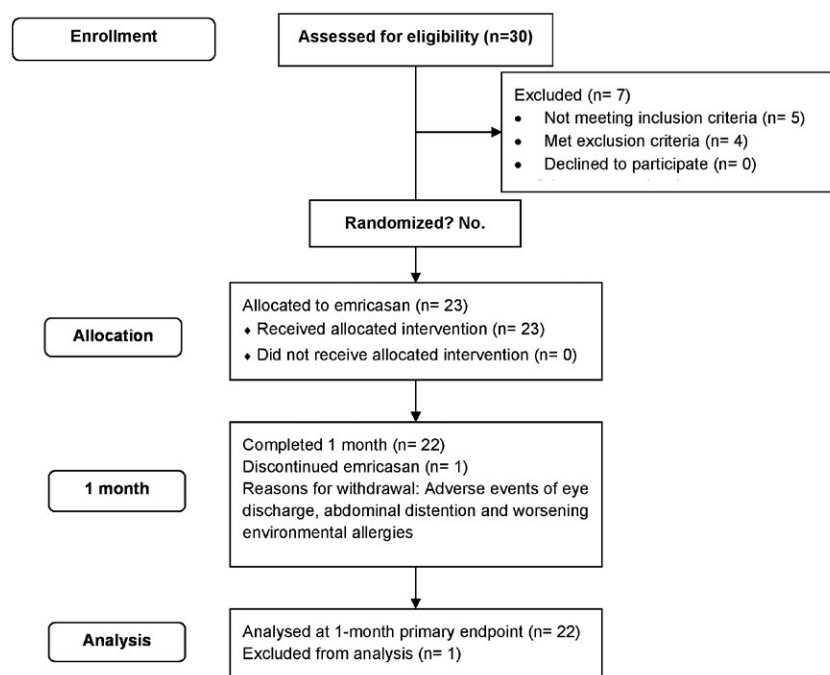 Enrollment
Assessed for eligibility (n=30)
Excluded (n= 7)
• Not meeting inclusion criteria (n= 5)
• Met exclusion criteria (n= 4)
• Declined to participate (n= 0)
Randomized? No.
Allocation
Allocated to emricasan (n= 23)
♦ Received allocated intervention (n= 23)
♦ Did not receive allocated intervention (n= 0)
1 month
Completed 1 month (n= 22)
Discontinued emricasan (n= 1)
Reasons for withdrawal: Adverse events of eye
discharge, abdominal distention and worsening
environmental allergies
Analysis
Analysed at 1-month primary endpoint (n= 22)
Excluded from analysis (n= 1)